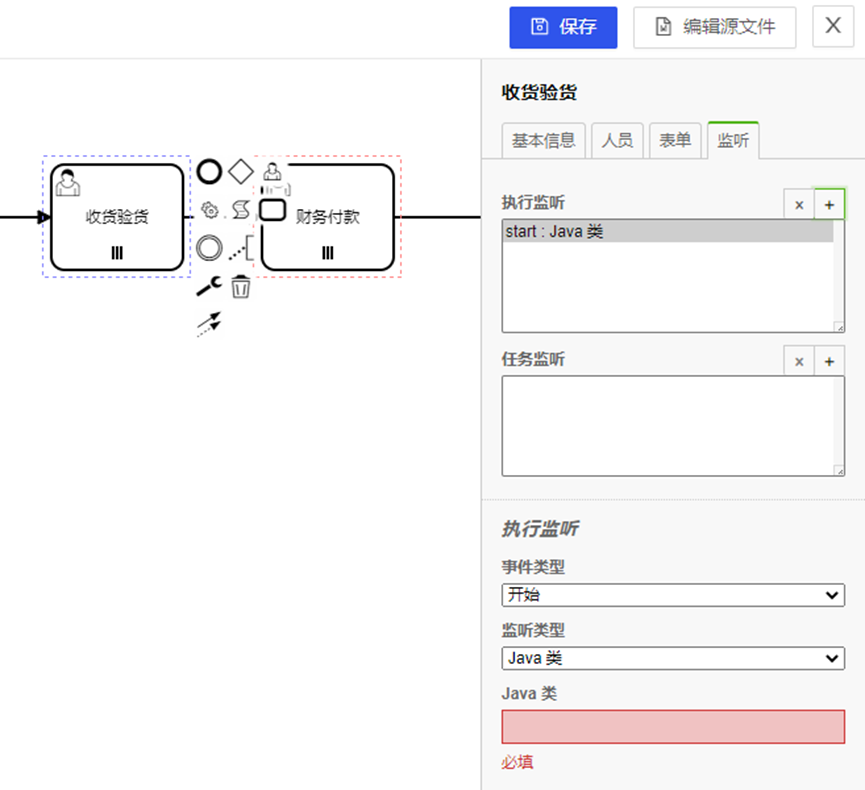 保存
编辑源文件
X
收货验货
基本信息
人员
表单
监听
收货验货
财务付款
执行监听
x
+
start : Java 类
任务监听
x
+
执行监听
事件类型
开始
监听类型
Java 类
Java 类
必填